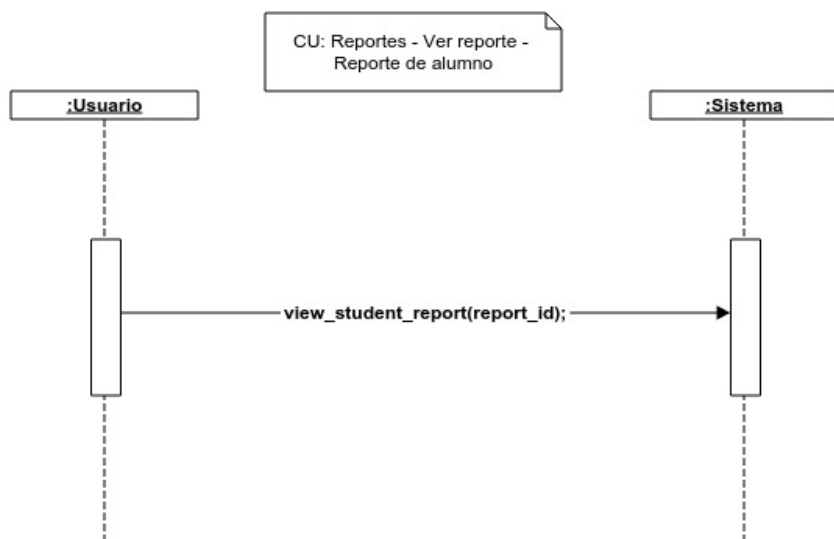 CU: Reportes - Ver reporte -
Reporte de alumno
:Usuario
:Sistema
view_student_report(report_id);